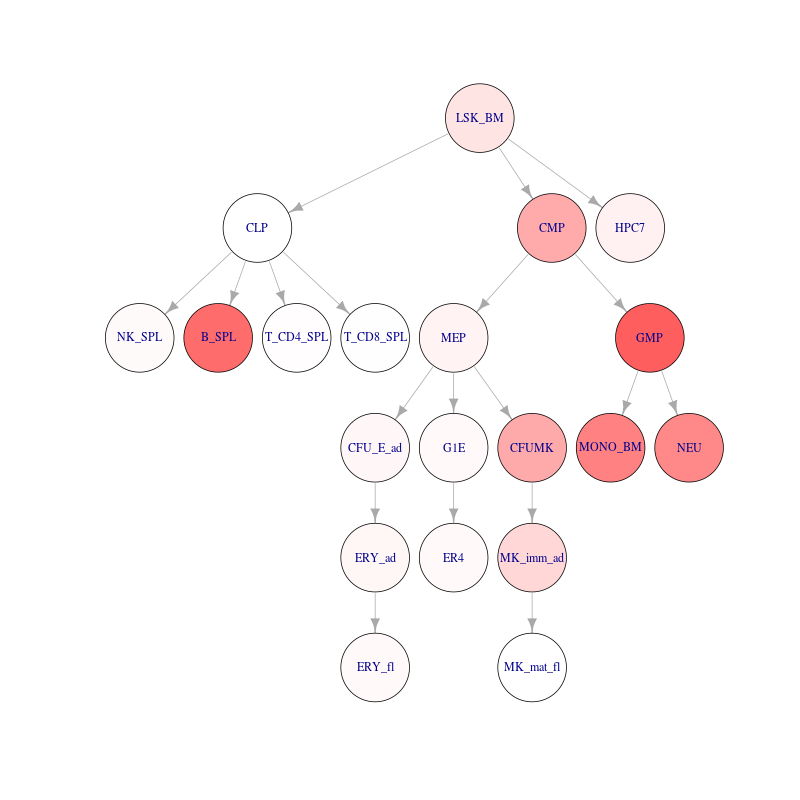 LSK_BM
CLP
CMP
HPC7
NK_SPL
B_SPL
T_CD4_SPL
T_CD8_SPL
MEP
GMP
CFU_E_ad
G1E
CFUMK
MONO_BM
NEU
ERY_ad
ER4
MK_imm_ad
ERY_fl
MK_mat_fl